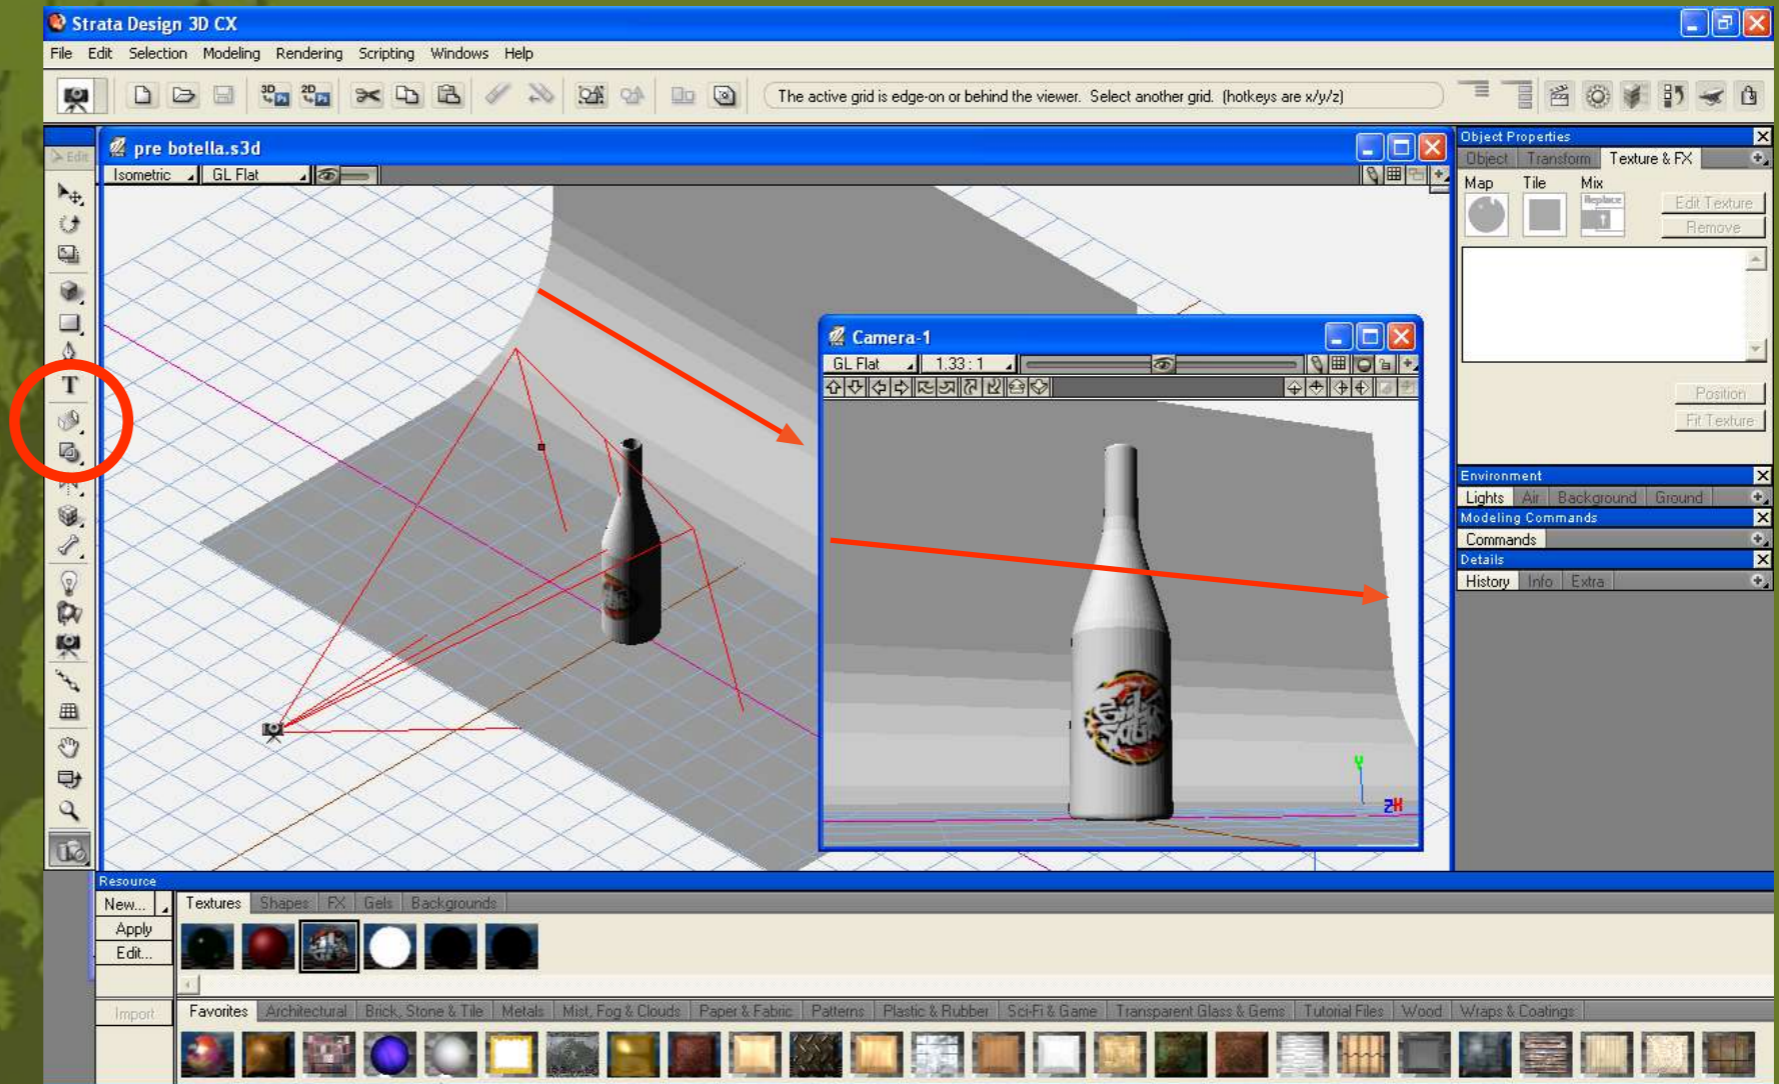 Strata Design 3D CX
File Edit Selection Modeling Rendering Scripting Windows Help
3D 2D
The active grid is edge-on or behind the viewer. Select another grid. (hotkeys are x/y/z)
Edit
pre botella.s3d
Isometric GL Flat
T
Camera-1
GL Flat 1.33 : 1
Y
Z X
Object Properties
Object Transform Texture & FX
Map Tile Mix
Replace
Edit Texture
Remove
Position
Fit Texture
Environment
Lights Air Background Ground
Modeling Commands
Commands
Details
History Info Extra
Resource
New... Textures Shapes FX Gels Backgrounds
Apply
Edit...
Import Favorites Architectural Brick, Stone & Tile Metals Mist, Fog & Clouds Paper & Fabric Patterns Plastic & Rubber Sci-Fi & Game Transparent Glass & Gems Tutorial Files Wood Wraps & Coatings